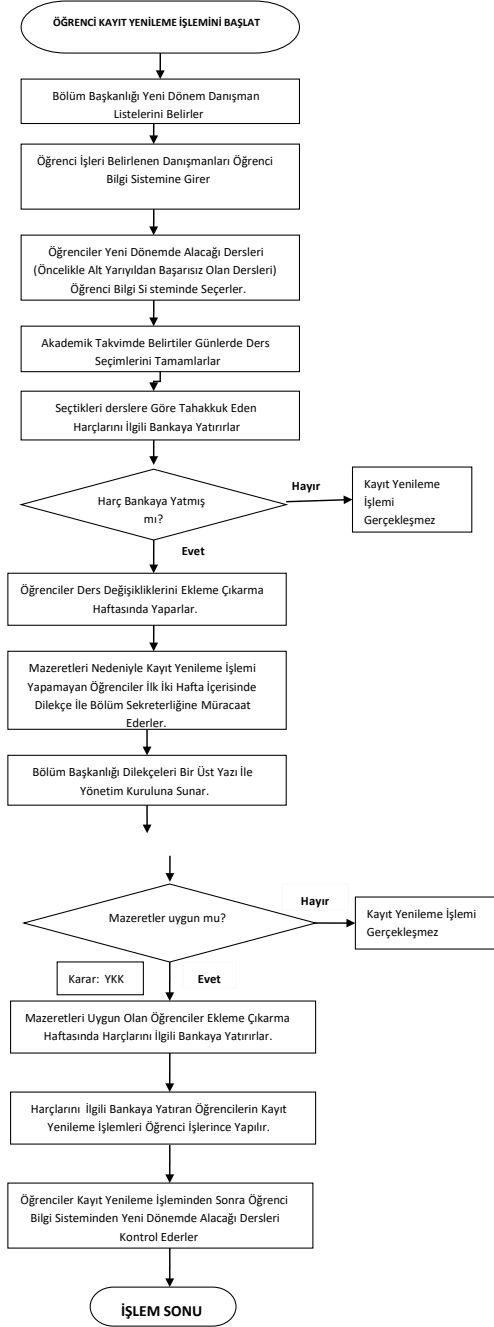 ÖĞRENCİ KAYIT YENİLEME İŞLEMİNİ BAŞLAT
Bölüm Başkanlığı Yeni Dönem Danışman
Listelerini Belirler
Öğrenci İşleri Belirlenen Danışmanları Öğrenci
Bilgi Sistemine Girer
Öğrenciler Yeni Dönemde Alacağı Dersleri
(Öncelikle Alt Yarıyıldan Başarısız Olan Dersleri)
Öğrenci Bilgi Si steminde Seçerler.
Akademik Takvimde Belirtiler Günlerde Ders
Seçimlerini Tamamlarlar
Seçtikleri derslere Göre Tahakkuk Eden
Harçlarını İlgili Bankaya Yatırırlar
Harç Bankaya Yatmış
mı?
Hayır
Kayıt Yenileme
İşlemi
Gerçekleşmez
Evet
Öğrenciler Ders Değişikliklerini Ekleme Çıkarma
Haftasında Yaparlar.
Mazeretleri Nedeniyle Kayıt Yenileme İşlemi
Yapamayan Öğrenciler İlk İki Hafta İçerisinde
Dilekçe İle Bölüm Sekreterliğine Müracaat
Ederler.
Bölüm Başkanlığı Dilekçeleri Bir Üst Yazı İle
Yönetim Kuruluna Sunar.
Mazeretler uygun mu?
Hayır
Kayıt Yenileme İşlemi
Gerçekleşmez
Karar: YKK
Evet
Mazeretleri Uygun Olan Öğrenciler Ekleme Çıkarma
Haftasında Harçlarını İlgili Bankaya Yatırırlar.
Harçlarını İlgili Bankaya Yatıran Öğrencilerin Kayıt
Yenileme İşlemleri Öğrenci İşlerince Yapılır.
Öğrenciler Kayıt Yenileme İşleminden Sonra Öğrenci
Bilgi Sisteminden Yeni Dönemde Alacağı Dersleri
Kontrol Ederler
İŞLEM SONU